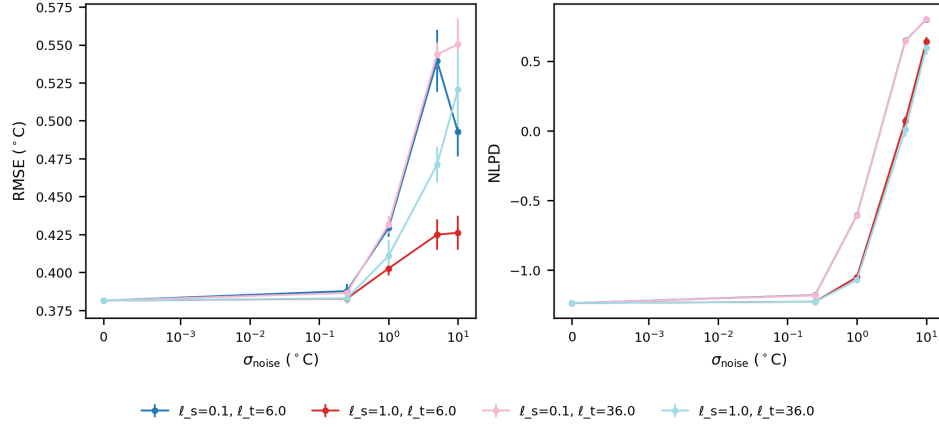 0.575
0.550
0.525
0.500
0.475
0.450
0.425
0.400
0.375
RMSE (°C)
0 10⁻³ 10⁻² 10⁻¹ 10⁰ 10¹
σnoise (°C)
0.5
0.0
−0.5
−1.0
NLPD
0 10⁻³ 10⁻² 10⁻¹ 10⁰ 10¹
σnoise (°C)
ℓ_s=0.1, ℓ_t=6.0 ℓ_s=1.0, ℓ_t=6.0 ℓ_s=0.1, ℓ_t=36.0 ℓ_s=1.0, ℓ_t=36.0